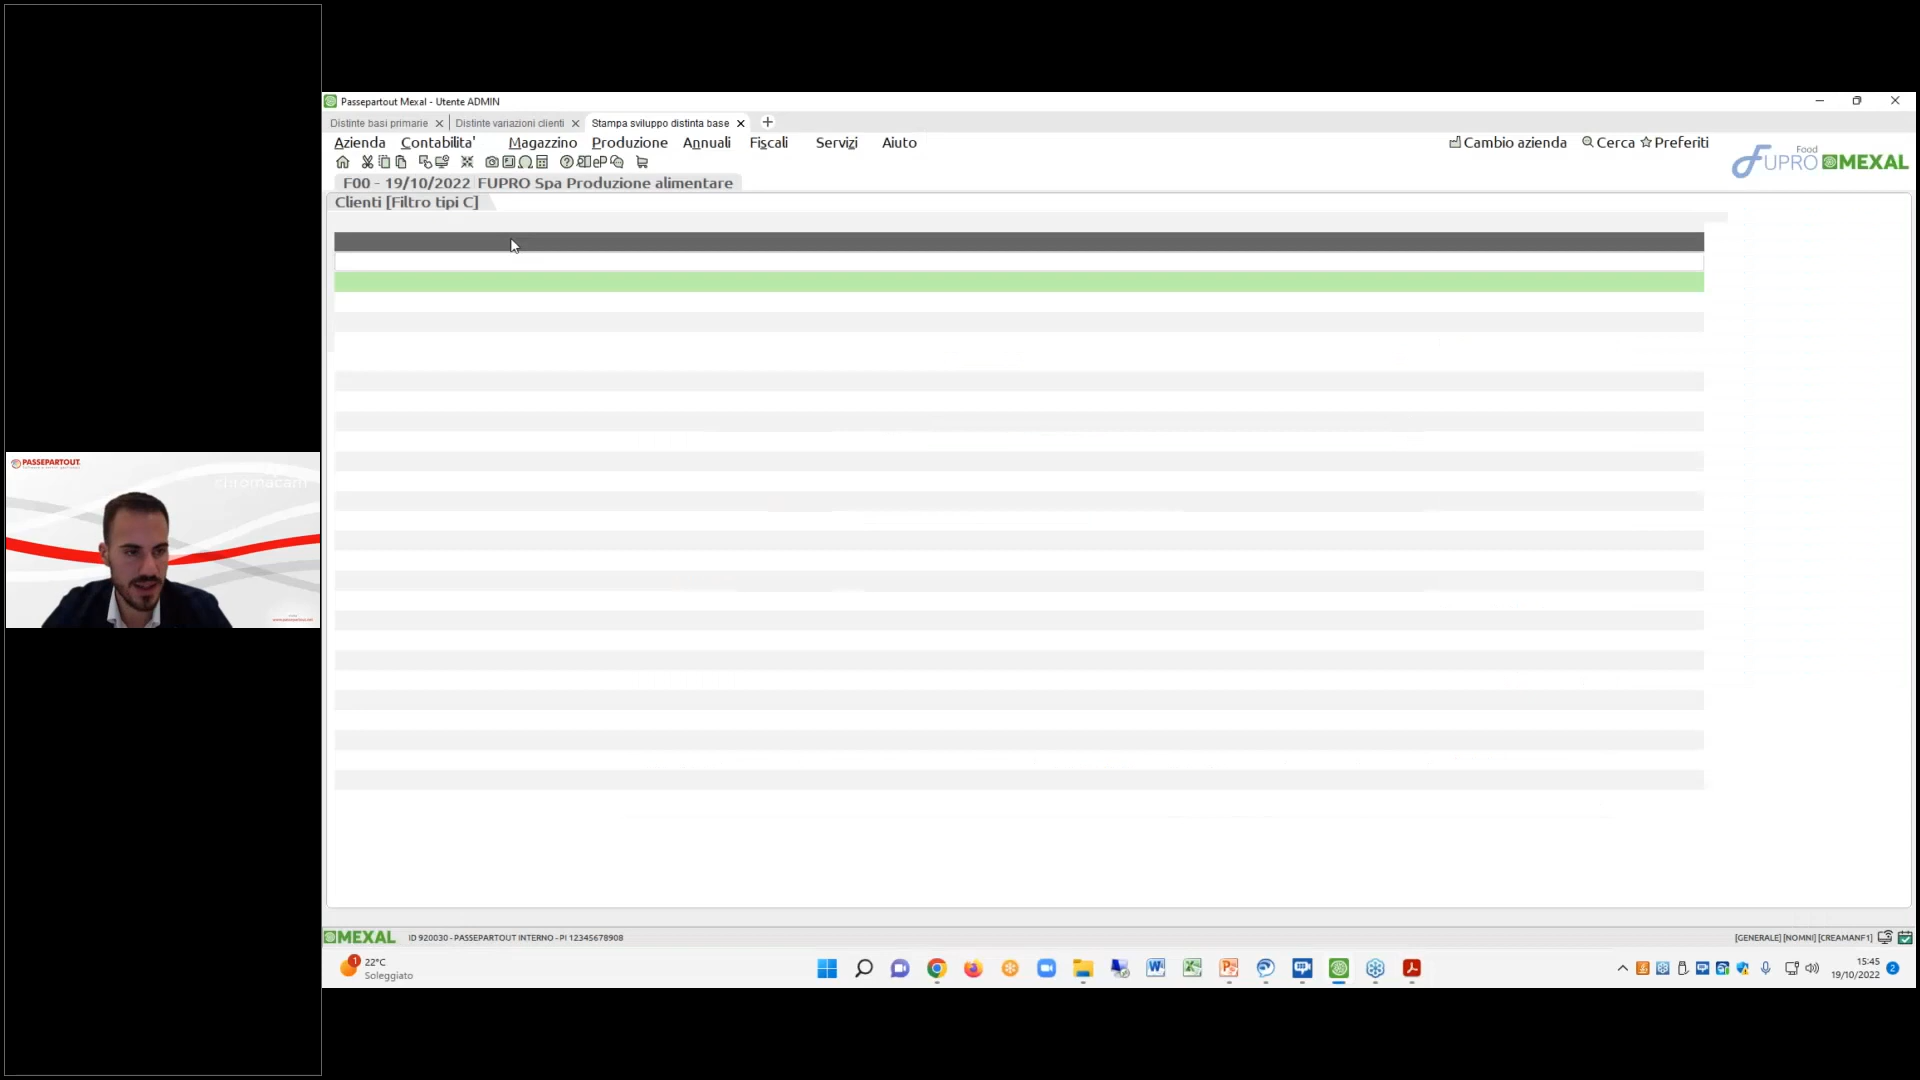 Passepartout Mexal - Utente ADMIN
Distinte basi primarie
Distinte variazioni clienti
Stampa sviluppo distinta base
Azienda Contabilita' Magazzino Produzione Annuali Fiscali Servizi Aiuto
Cambio azienda Cerca Preferiti
Food
FUPRO MEXAL
F00 - 19/10/2022 FUPRO Spa Produzione alimentare
Clienti [Filtro tipi C]
PASSEPARTOUT
chromacam
MEXAL ID 920030 - PASSEPARTOUT INTERNO - PI 12345678908
[GENERALE] [NOMNI] [CREAMANF1]
1
22°C
Soleggiato
15:45
19/10/2022
2